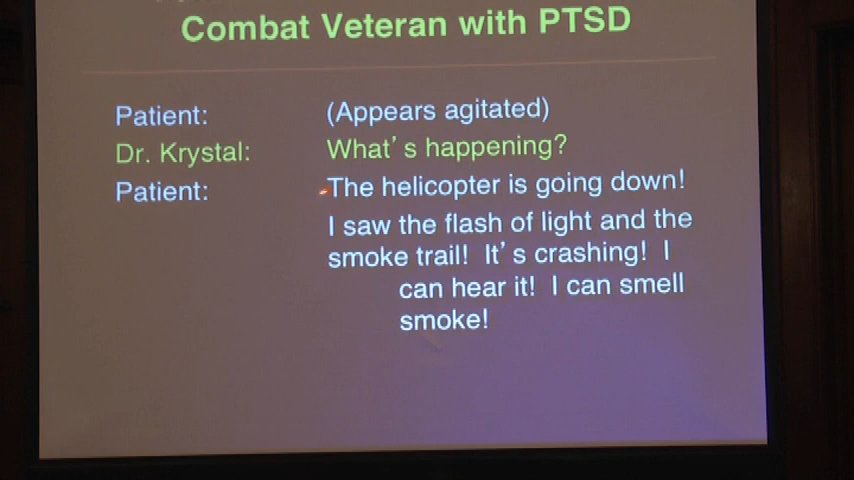 Combat Veteran with PTSD
Patient: (Appears agitated)
Dr. Krystal: What's happening?
Patient: The helicopter is going down!
I saw the flash of light and the
smoke trail! It's crashing! I
can hear it! I can smell
smoke!